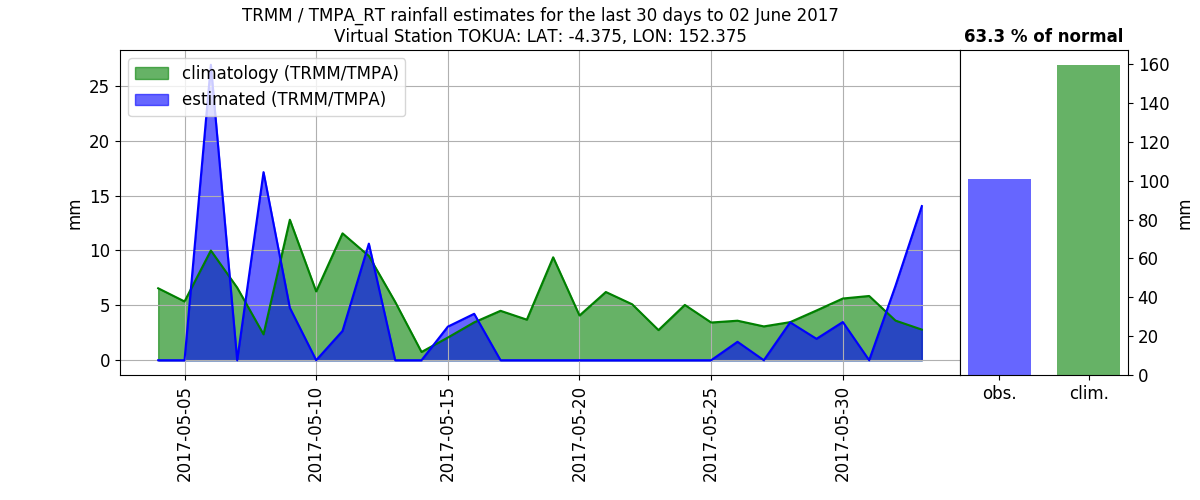 TRMM / TMPA_RT rainfall estimates for the last 30 days to 02 June 2017
Virtual Station TOKUA: LAT: -4.375, LON: 152.375
63.3 % of normal
climatology (TRMM/TMPA)
estimated (TRMM/TMPA)
mm
25
20
15
10
5
0
2017-05-05
2017-05-10
2017-05-15
2017-05-20
2017-05-25
2017-05-30
obs.
clim.
160
140
120
100
80
60
40
20
0
mm